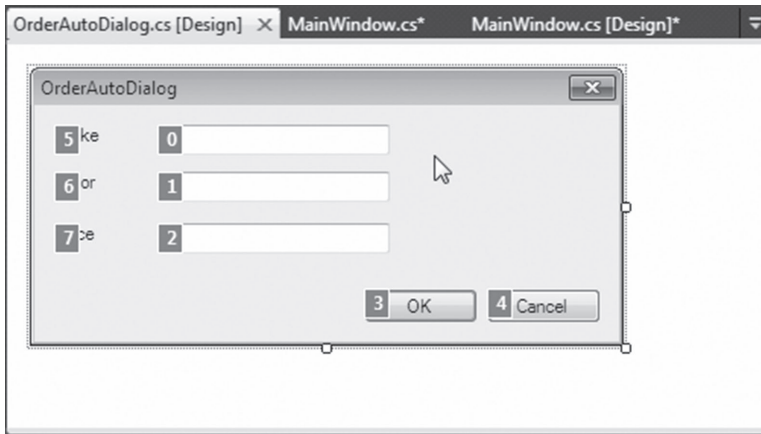 OrderAutoDialog.cs [Design] × MainWindow.cs* MainWindow.cs [Design]*
OrderAutoDialog
5 ke 0
6 or 1
7 ce 2
3 OK 4 Cancel